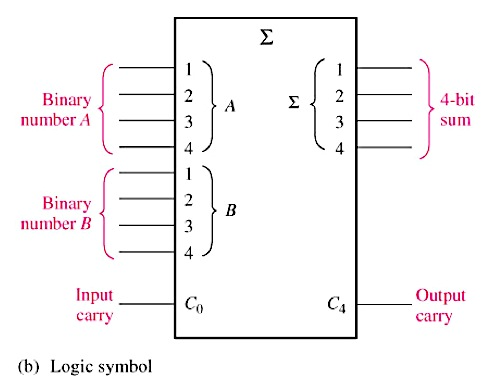 Σ
Binary
number A
1
2
3
4
A
Σ
1
2
3
4
4-bit
sum
Binary
number B
1
2
3
4
B
Input
carry
C₀
C₄
Output
carry
(b) Logic symbol